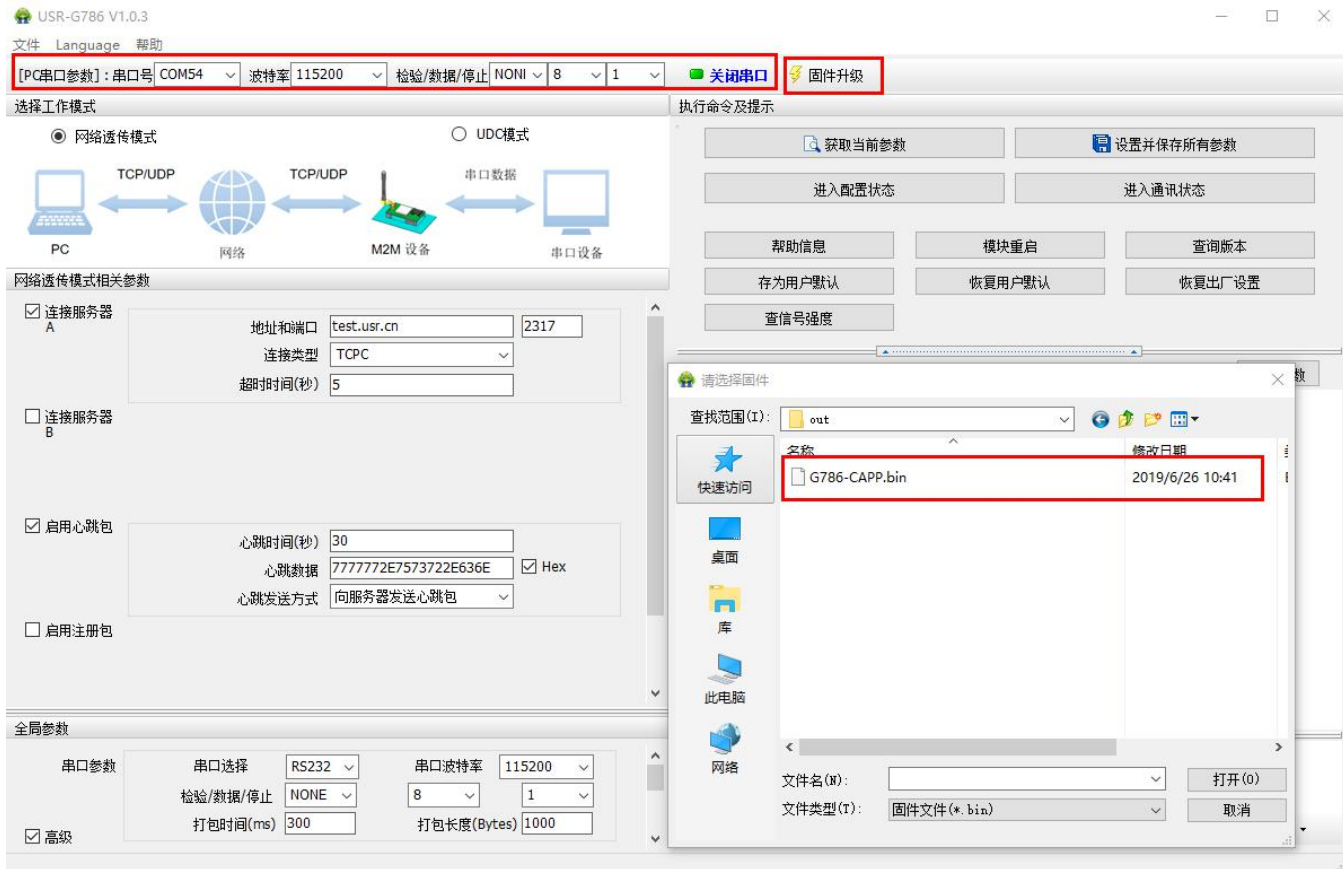 USR-G786 V1.0.3
文件 Language 帮助
[PC串口参数]：串口号 COM54 波特率 115200 检验/数据/停止 NONI 8 1 关闭串口 固件升级
选择工作模式
网络透传模式 UDC模式
TCP/UDP TCP/UDP 串口数据
PC 网络 M2M 设备 串口设备
网络透传模式相关参数
连接服务器
A
地址和端口 test.usr.cn 2317
连接类型 TCPC
超时时间(秒) 5
连接服务器
B
启用心跳包
心跳时间(秒) 30
心跳数据 7777772E7573722E636E Hex
心跳发送方式 向服务器发送心跳包
启用注册包
全局参数
串口参数 串口选择 RS232 串口波特率 115200
检验/数据/停止 NONE 8 1
打包时间(ms) 300 打包长度(Bytes) 1000
高级
执行命令及提示
获取当前参数 设置并保存所有参数
进入配置状态 进入通讯状态
帮助信息 模块重启 查询版本
存为用户默认 恢复用户默认 恢复出厂设置
查信号强度
数
请选择固件
查找范围(I): out
名称 修改日期
G786-CAPP.bin 2019/6/26 10:41
快速访问
桌面
库
此电脑
网络
文件名(N): 打开(O)
文件类型(T): 固件文件(*.bin) 取消